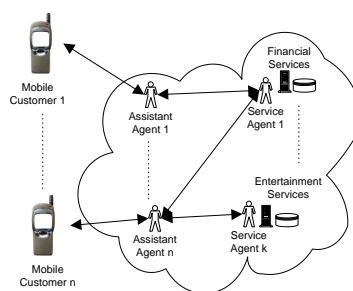 Mobile
Customer 1
Assistant
Agent 1
Financial
Services
Service
Agent 1
Mobile
Customer n
Assistant
Agent n
Entertainment
Services
Service
Agent k